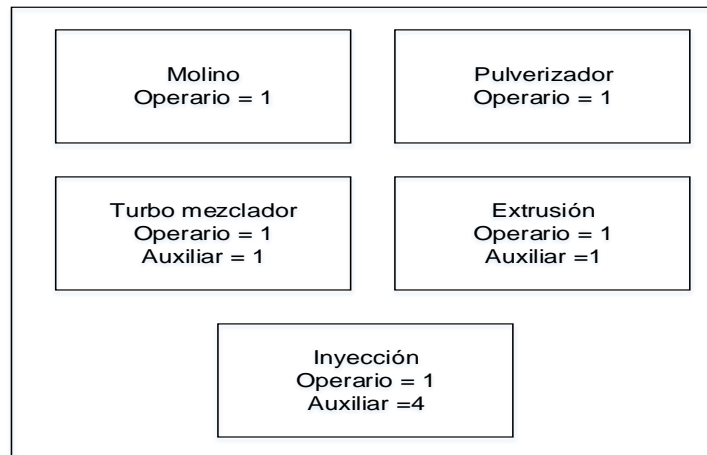 Molino
Operario = 1
Pulverizador
Operario = 1
Turbo mezclador
Operario = 1
Auxiliar = 1
Extrusión
Operario = 1
Auxiliar =1
Inyección
Operario = 1
Auxiliar =4